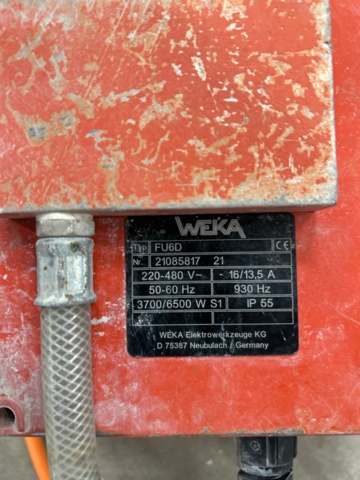 WEKA
Typ FU6D CE
Nr. 21085817 21
220-480 V~ - 16/13,5 A
50-60 Hz 930 Hz
3700/6500 W S1 IP 55
WEKA Elektrowerkzeuge KG
D 75387 Neubulach / Germany